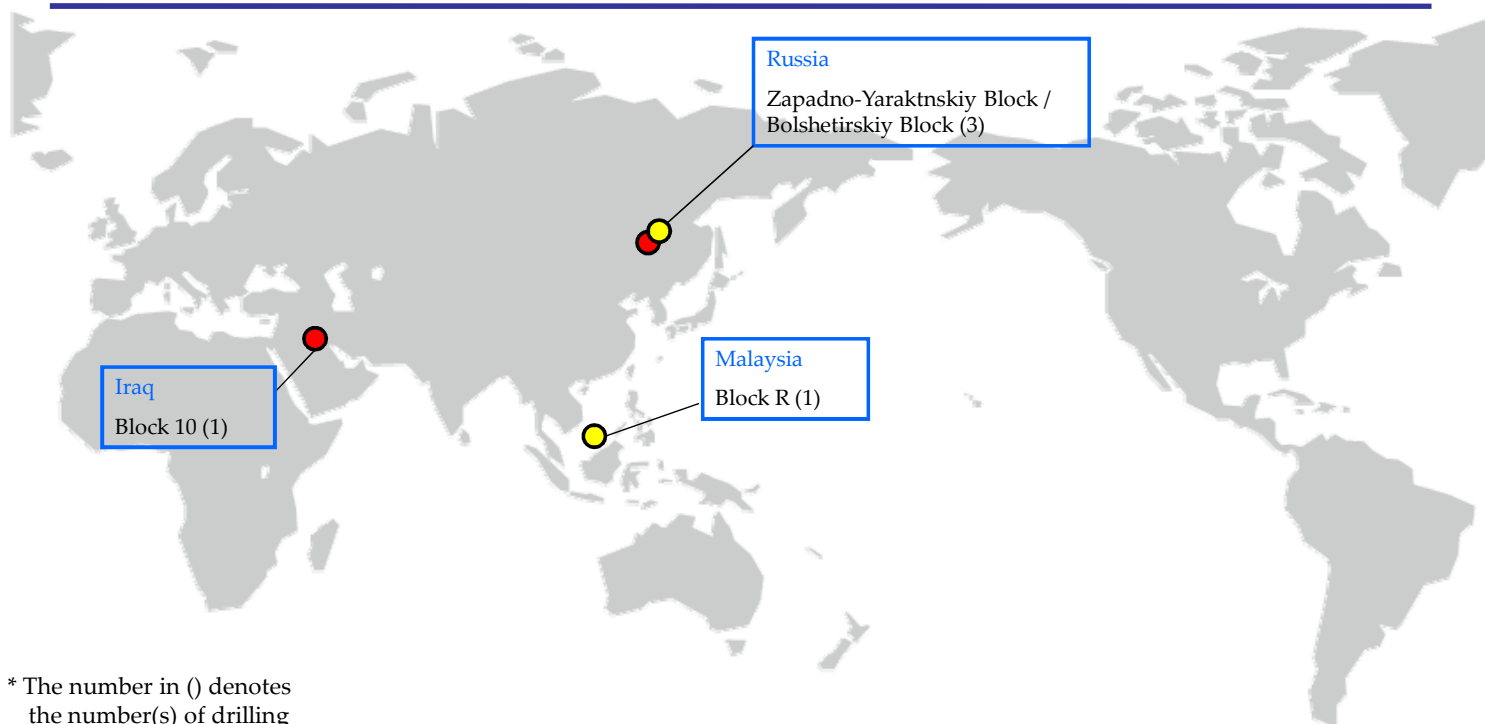 Russia
Zapadno-Yaraktnskiy Block /
Bolshetirskiy Block (3)
Iraq
Block 10 (1)
Malaysia
Block R (1)
* The number in () denotes
the number(s) of drilling